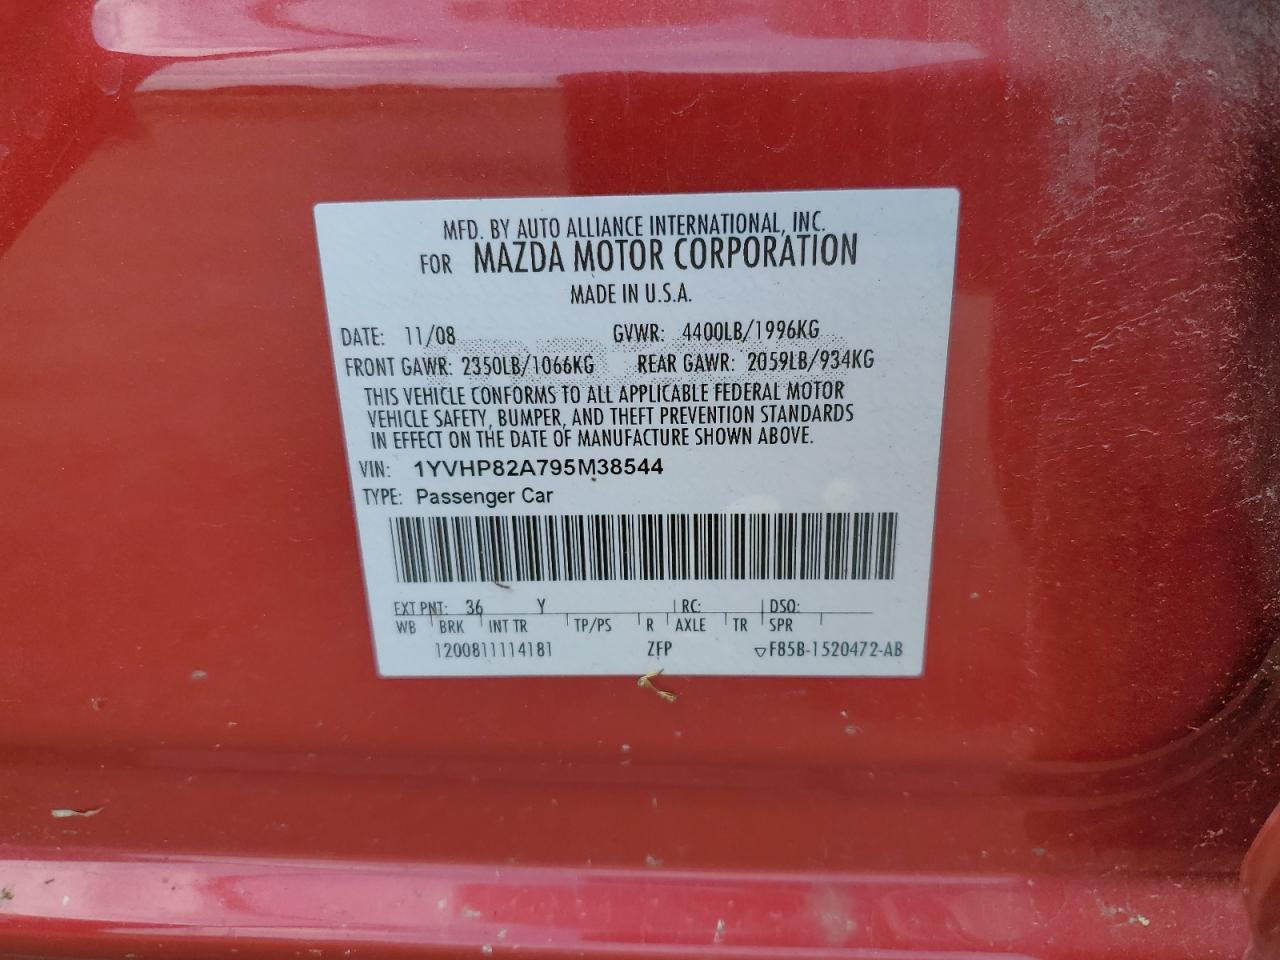 MFD. BY AUTO ALLIANCE INTERNATIONAL, INC.
FOR MAZDA MOTOR CORPORATION
MADE IN U.S.A.
DATE: 11/08 GVWR: 4400LB/1996KG
FRONT GAWR: 2350LB/1066KG REAR GAWR: 2059LB/934KG
THIS VEHICLE CONFORMS TO ALL APPLICABLE FEDERAL MOTOR
VEHICLE SAFETY, BUMPER, AND THEFT PREVENTION STANDARDS
IN EFFECT ON THE DATE OF MANUFACTURE SHOWN ABOVE.
VIN: 1YVHP82A795M38544
TYPE: Passenger Car
EXT PNT: 36 Y RC: DSO:
WB BRK INT TR TP/PS R AXLE TR SPR
1200811114181 ZFP ▽F85B-1520472-AB